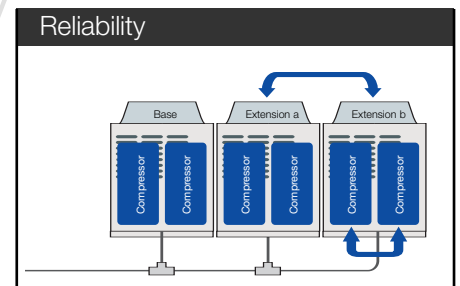 Reliability
Base
Extension a
Extension b
Compressor
Compressor
Compressor
Compressor
Compressor
Compressor